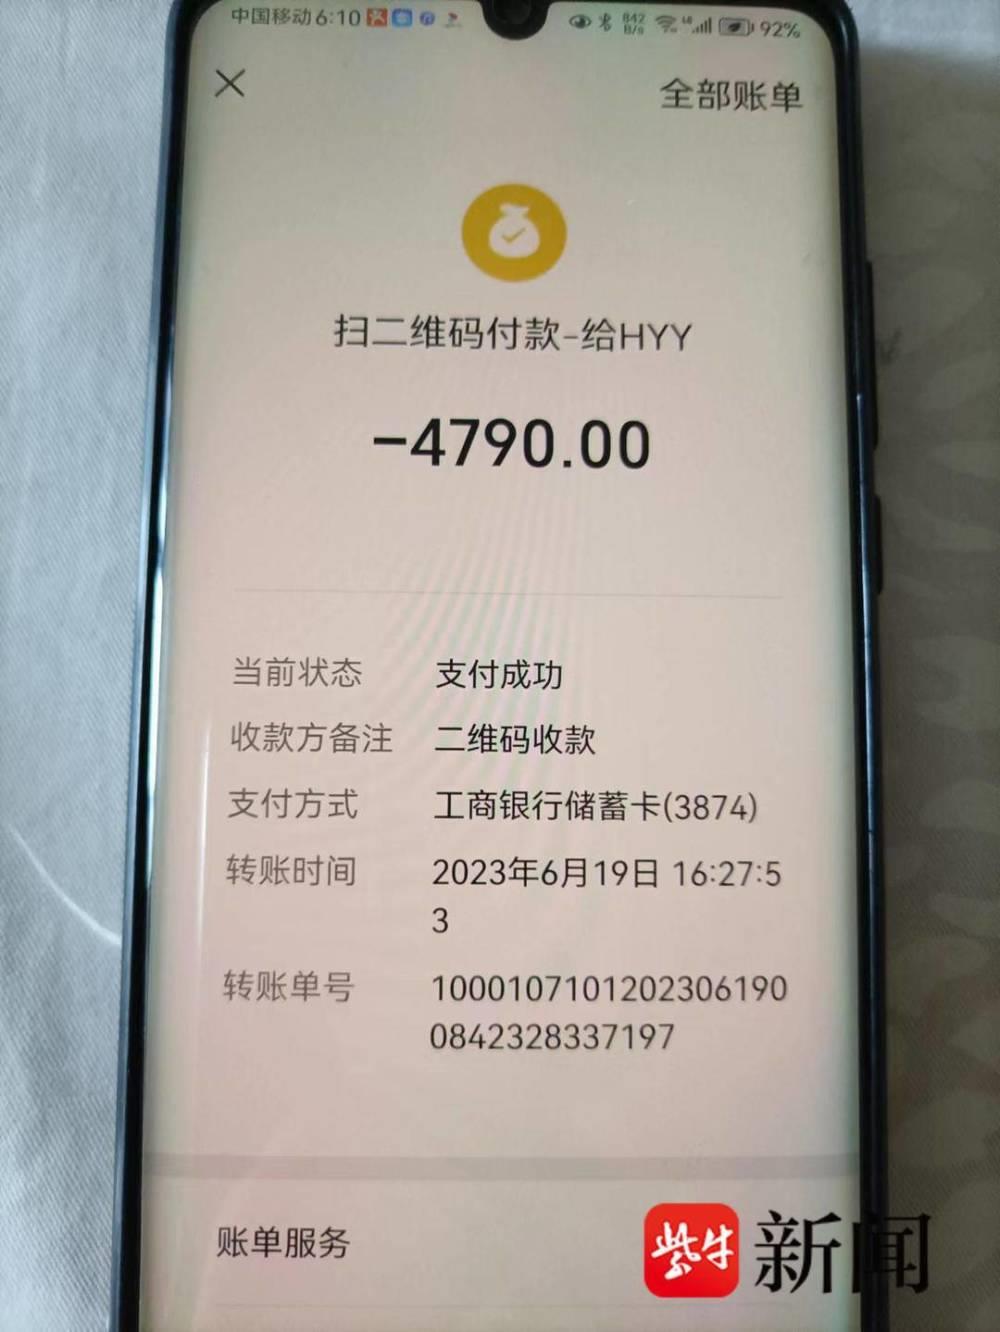 中国移动 6:10 842 B/s 92%
全部账单
扫二维码付款-给HYY
-4790.00
当前状态 支付成功
收款方备注 二维码收款
支付方式 工商银行储蓄卡(3874)
转账时间 2023年6月19日 16:27:5
3
转账单号 1000107101202306190
0842328337197
账单服务
紫牛新闻